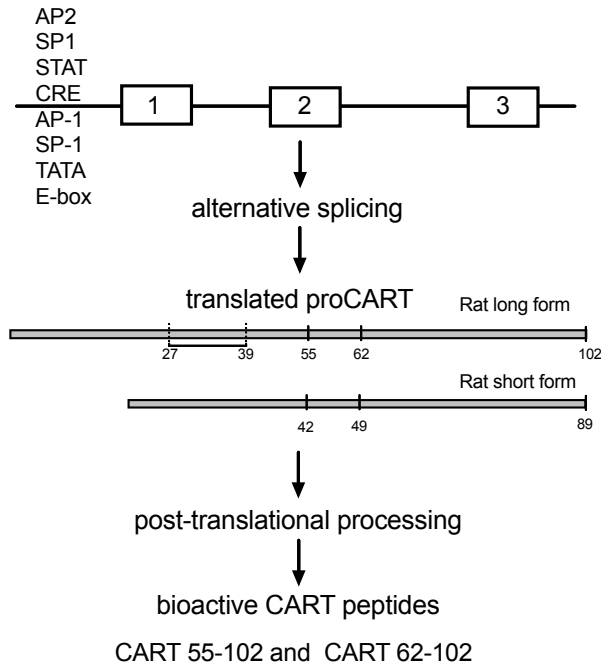 AP2
SP1
STAT
CRE
AP-1
SP-1
TATA
E-box
1 2 3
alternative splicing
translated proCART
Rat long form
27 39 55 62 102
Rat short form
42 49 89
post-translational processing
bioactive CART peptides
CART 55-102 and CART 62-102